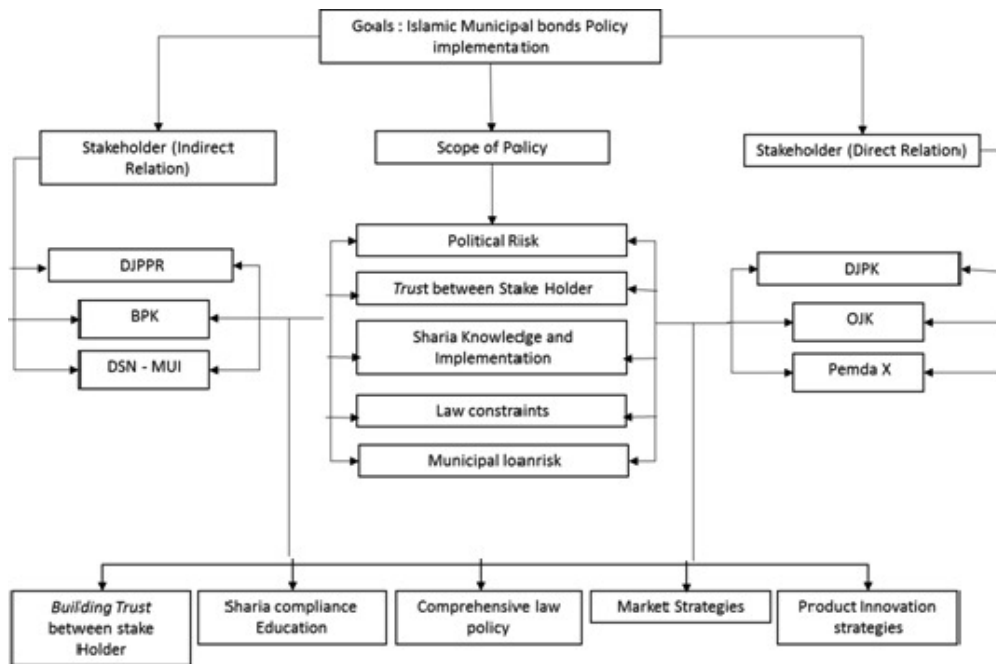 Goals : Islamic Municipal bonds Policy
implementation
Stakeholder (Indirect
Relation)
Scope of Policy
Stakeholder (Direct Relation)
Political Risk
DJPPR
DJPK
Trust between Stake Holder
BPK
OJK
Sharia Knowledge and
Implementation
DSN - MUI
Pemda X
Law constraints
Municipal loanrisk
Building Trust
between stake
Holder
Sharia compliance
Education
Comprehensive law
policy
Market Strategies
Product Innovation
strategies